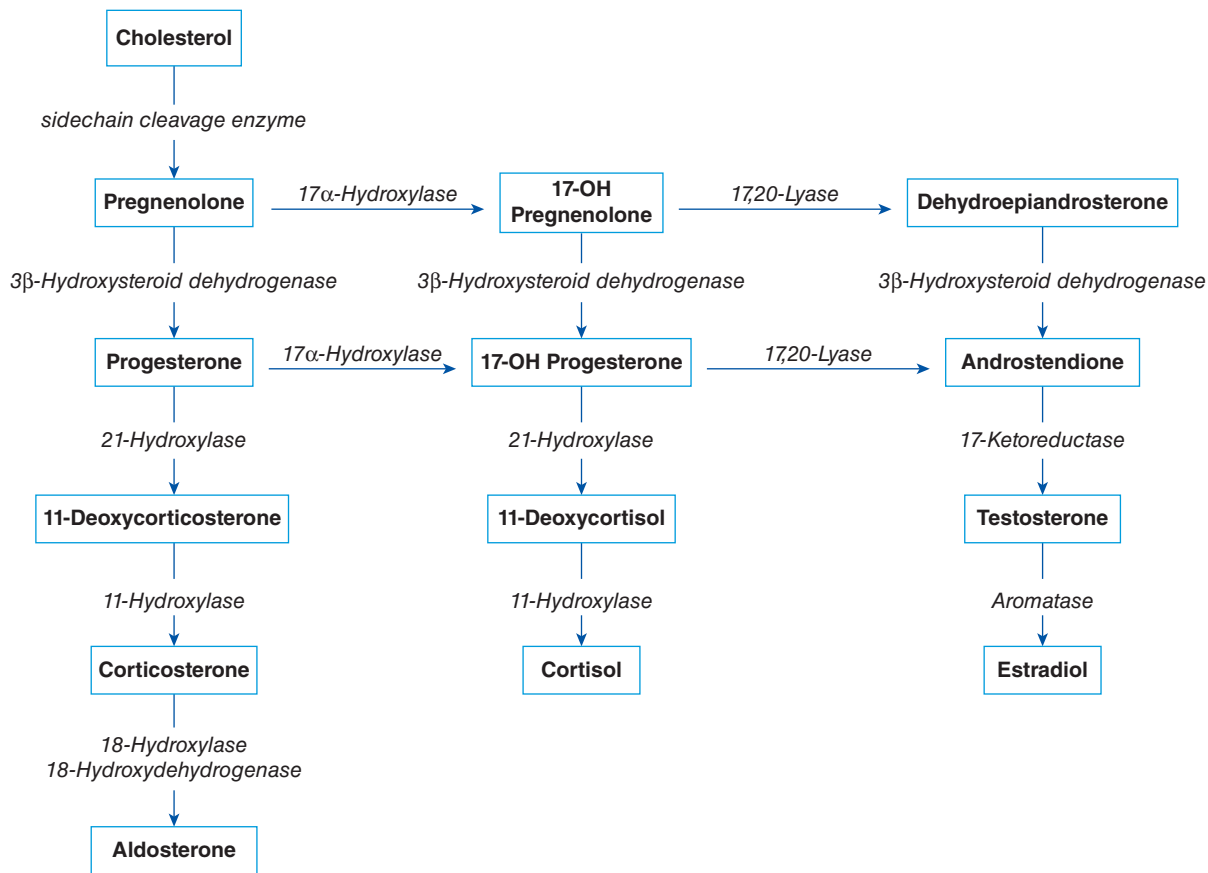 Cholesterol
sidechain cleavage enzyme
Pregnenolone
17α-Hydroxylase
17-OH
Pregnenolone
17,20-Lyase
Dehydroepiandrosterone
3β-Hydroxysteroid dehydrogenase
3β-Hydroxysteroid dehydrogenase
3β-Hydroxysteroid dehydrogenase
Progesterone
17α-Hydroxylase
17-OH Progesterone
17,20-Lyase
Androstendione
21-Hydroxylase
21-Hydroxylase
17-Ketoreductase
11-Deoxycorticosterone
11-Deoxycortisol
Testosterone
11-Hydroxylase
11-Hydroxylase
Aromatase
Corticosterone
Cortisol
Estradiol
18-Hydroxylase
18-Hydroxydehydrogenase
Aldosterone